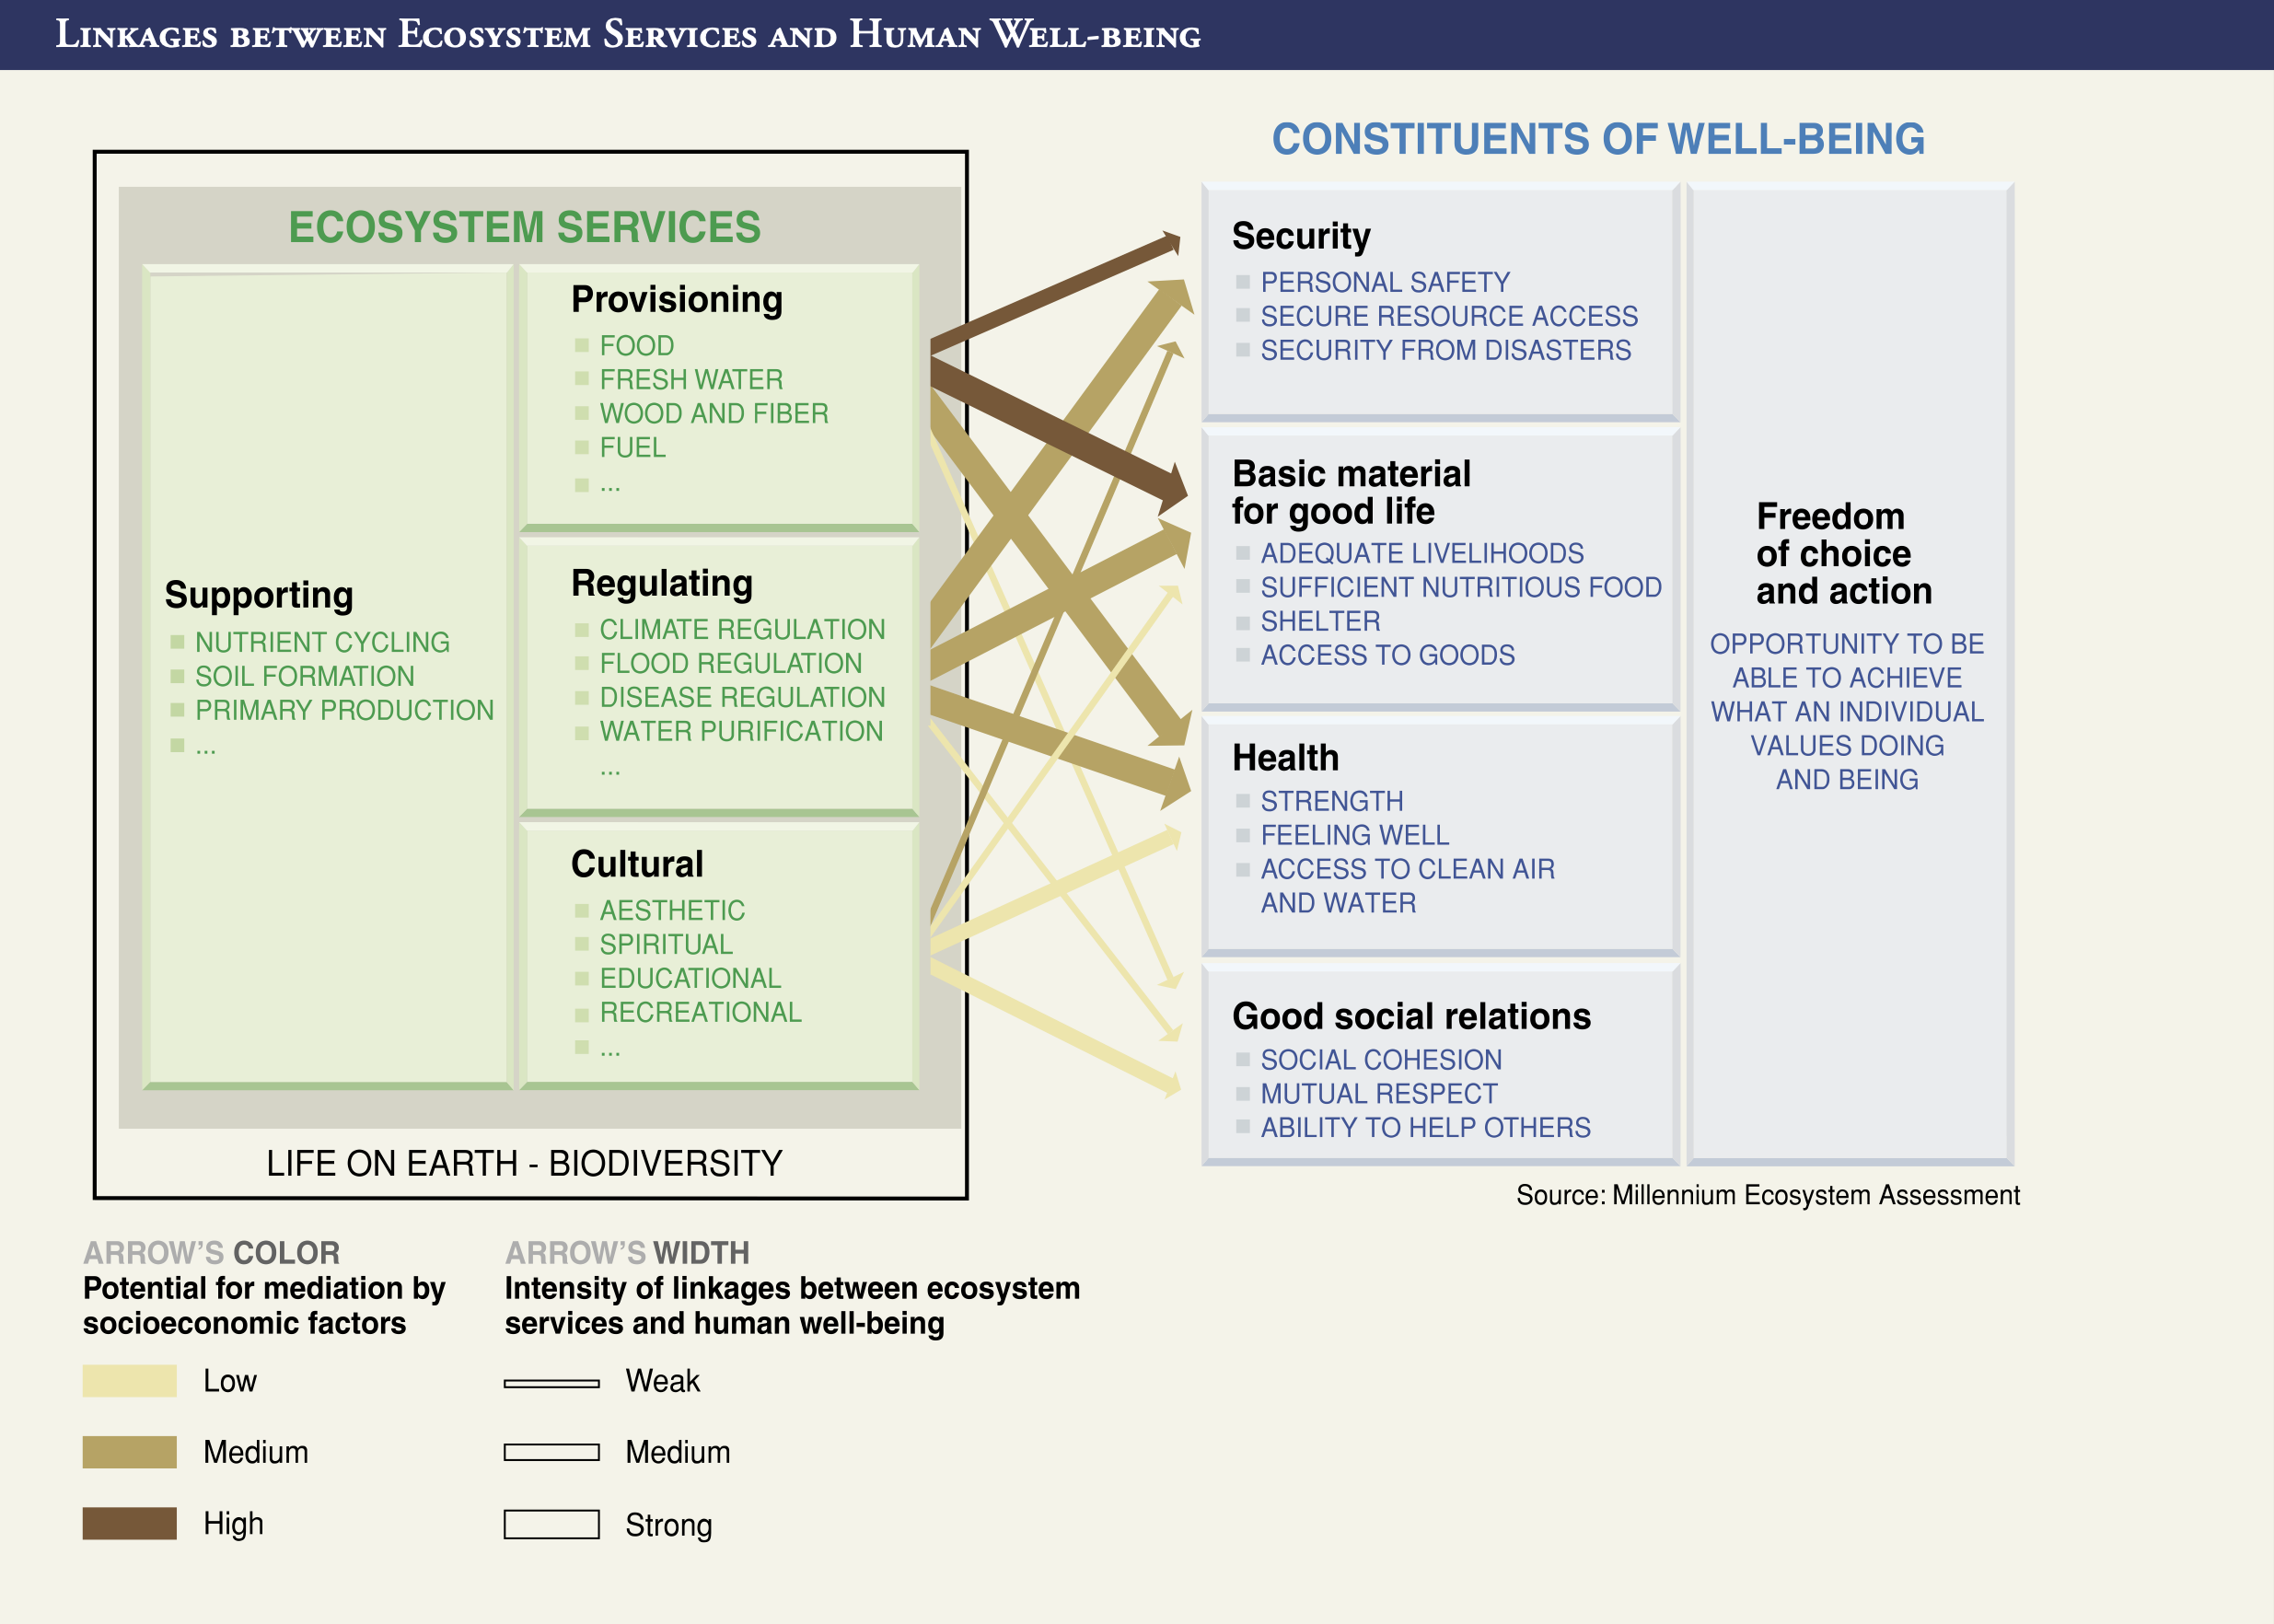 Linkages between Ecosystem Services and Human Well-being
CONSTITUENTS OF WELL-BEING
ECOSYSTEM SERVICES
Supporting
NUTRIENT CYCLING
SOIL FORMATION
PRIMARY PRODUCTION
...
Provisioning
FOOD
FRESH WATER
WOOD AND FIBER
FUEL
...
Regulating
CLIMATE REGULATION
FLOOD REGULATION
DISEASE REGULATION
WATER PURIFICATION
...
Cultural
AESTHETIC
SPIRITUAL
EDUCATIONAL
RECREATIONAL
...
LIFE ON EARTH - BIODIVERSITY
Security
PERSONAL SAFETY
SECURE RESOURCE ACCESS
SECURITY FROM DISASTERS
Basic material
for good life
ADEQUATE LIVELIHOODS
SUFFICIENT NUTRITIOUS FOOD
SHELTER
ACCESS TO GOODS
Health
STRENGTH
FEELING WELL
ACCESS TO CLEAN AIR
AND WATER
Good social relations
SOCIAL COHESION
MUTUAL RESPECT
ABILITY TO HELP OTHERS
Freedom
of choice
and action
OPPORTUNITY TO BE
ABLE TO ACHIEVE
WHAT AN INDIVIDUAL
VALUES DOING
AND BEING
Source: Millennium Ecosystem Assessment
ARROW'S COLOR
Potential for mediation by
socioeconomic factors
Low
Medium
High
ARROW'S WIDTH
Intensity of linkages between ecosystem
services and human well-being
Weak
Medium
Strong